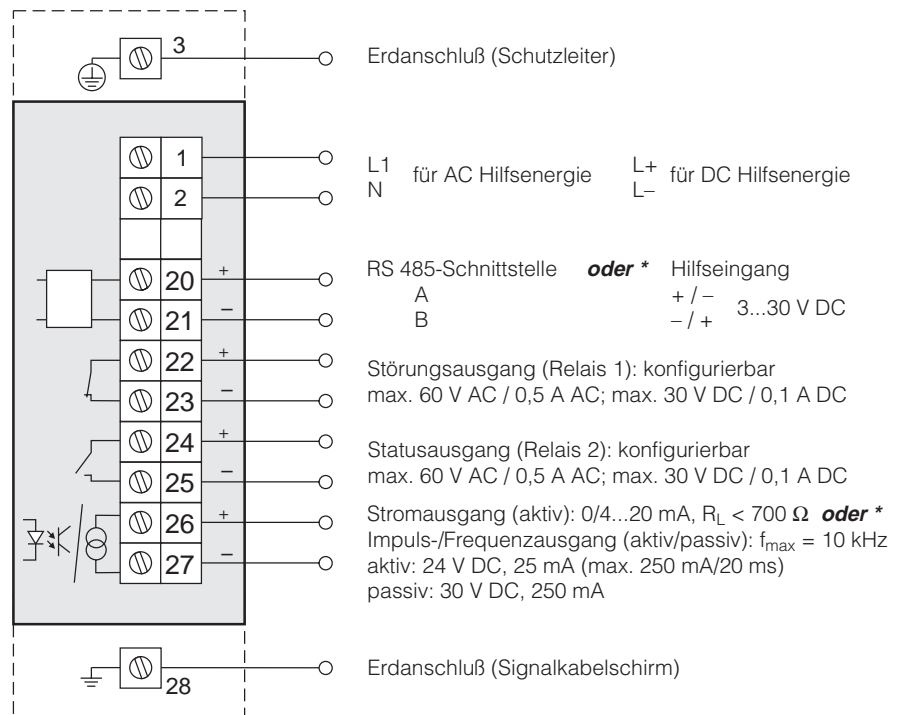 3 Erdanschluß (Schutzleiter)
1 L1 für AC Hilfsenergie L+ für DC Hilfsenergie
2 N L–
20 + RS 485-Schnittstelle oder * Hilfseingang
A + / – 3...30 V DC
21 – B – / +
22 + Störungsausgang (Relais 1): konfigurierbar
23 – max. 60 V AC / 0,5 A AC; max. 30 V DC / 0,1 A DC
24 + Statusausgang (Relais 2): konfigurierbar
25 – max. 60 V AC / 0,5 A AC; max. 30 V DC / 0,1 A DC
26 + Stromausgang (aktiv): 0/4...20 mA, RL < 700 Ω oder *
Impuls-/Frequenzausgang (aktiv/passiv): fmax = 10 kHz
27 – aktiv: 24 V DC, 25 mA (max. 250 mA/20 ms)
passiv: 30 V DC, 250 mA
28 Erdanschluß (Signalkabelschirm)